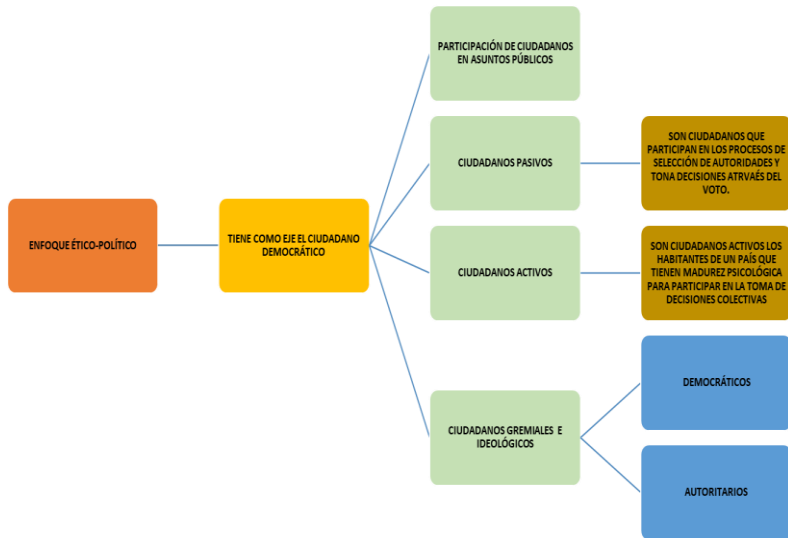 PARTICIPACIÓN DE CIUDADANOS
EN ASUNTOS PÚBLICOS
CIUDADANOS PASIVOS
SON CIUDADANOS QUE
PARTICIPAN EN LOS PROCESOS DE
SELECCIÓN DE AUTORIDADES Y
TONA DECISIONES ATRVAÉS DEL
VOTO.
ENFOQUE ÉTICO-POLÍTICO
TIENE COMO EJE EL CIUDADANO
DEMOCRÁTICO
CIUDADANOS ACTIVOS
SON CIUDADANOS ACTIVOS LOS
HABITANTES DE UN PAÍS QUE
TIENEN MADUREZ PSICOLÓGICA
PARA PARTICIPAR EN LA TOMA DE
DECISIONES COLECTIVAS
CIUDADANOS GREMIALES E
IDEOLÓGICOS
DEMOCRÁTICOS
AUTORITARIOS